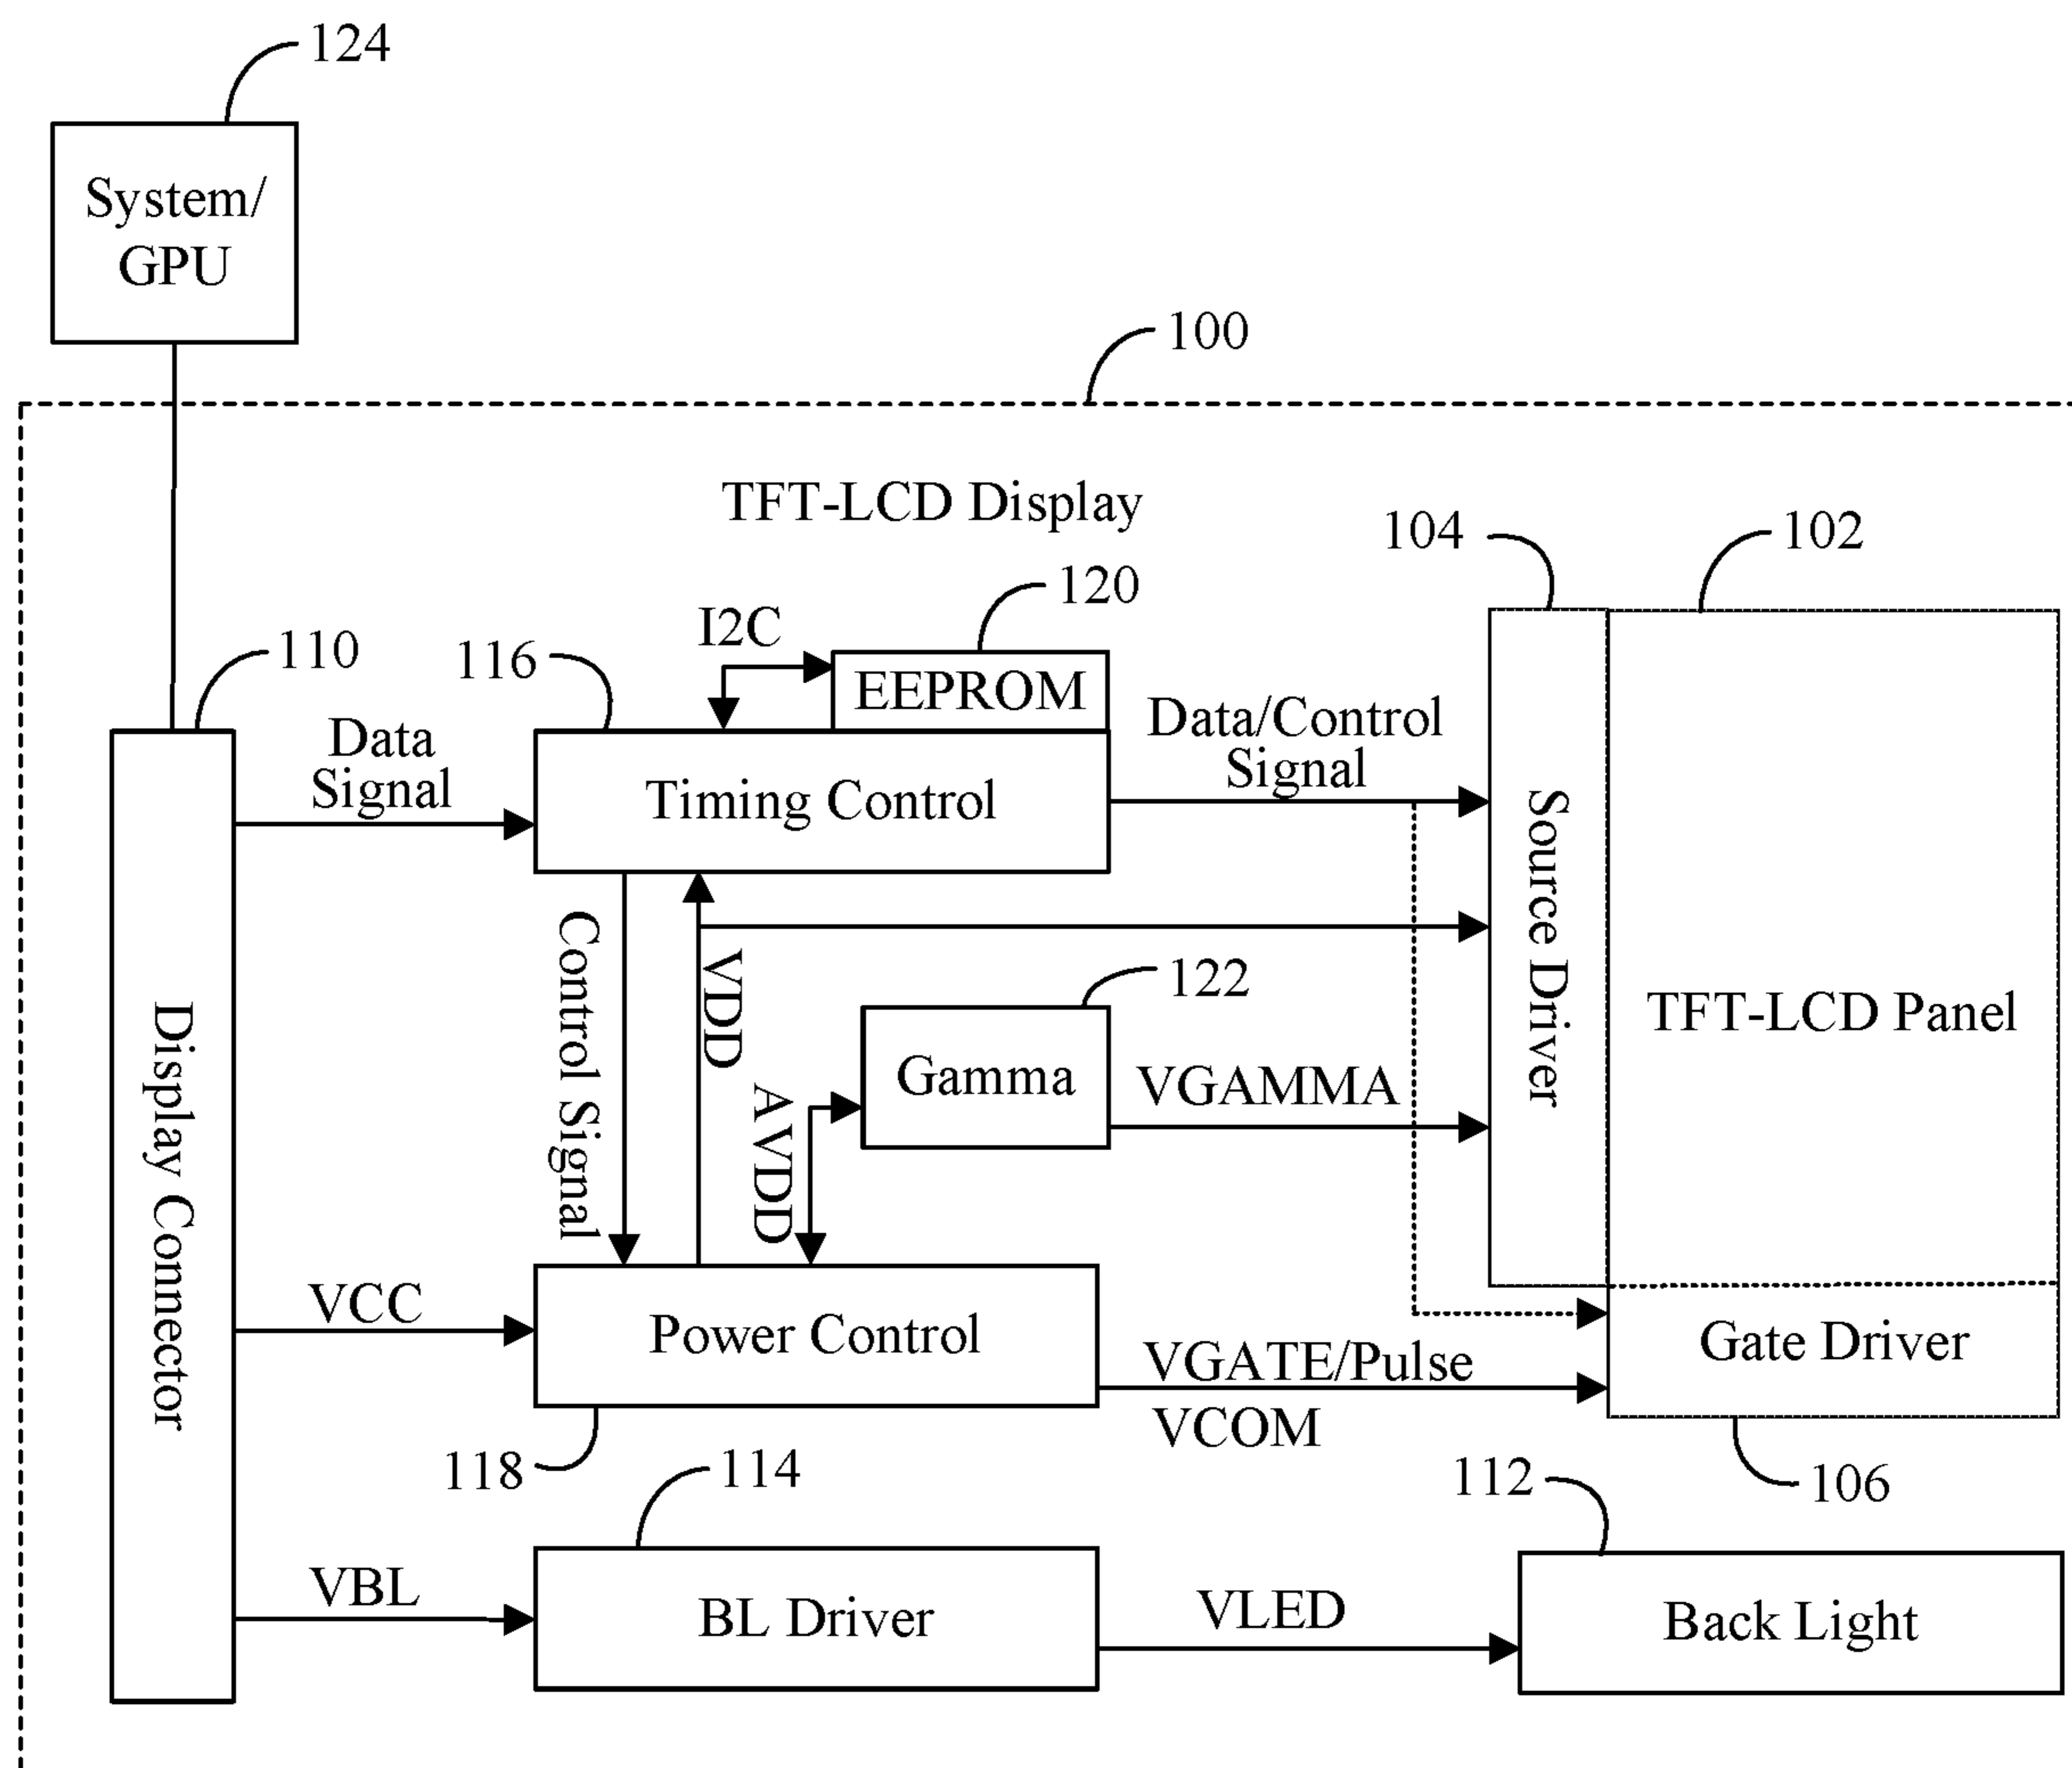 124
System/
GPU
100
TFT-LCD Display
104
102
120
I2C
110
116
EEPROM
Data
Signal
Data/Control
Signal
Timing Control
Source Driver
Control Signal
VDD
122
Display Connector
TFT-LCD Panel
Gamma
VGAMMA
AVDD
VCC
Power Control
Gate Driver
VGATE/Pulse
VCOM
118
114
112
106
VBL
BL Driver
VLED
Back Light